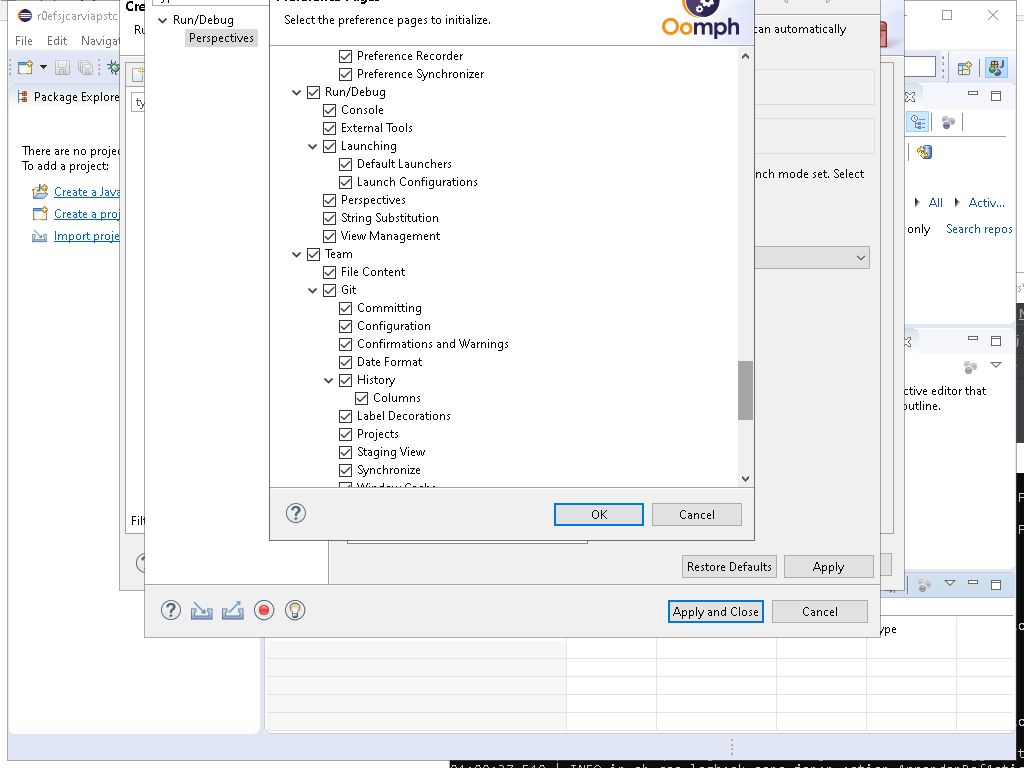 r0efsjcarviapstc
File
Edit
Navigat
Package Explore
There are no projec
To add a project:
Create a Java
Create a proj
Import proje
Cre
Run/Debug
Perspectives
Select the preference pages to initialize.
Oomph
Preference Recorder
Preference Synchronizer
Run/Debug
Console
External Tools
Launching
Default Launchers
Launch Configurations
Perspectives
String Substitution
View Management
Team
File Content
Git
Committing
Configuration
Confirmations and Warnings
Date Format
History
Columns
Label Decorations
Projects
Staging View
Synchronize
Window Cache
OK
Cancel
can automatically
nch mode set. Select
Restore Defaults
Apply
Apply and Close
Cancel
All
Activ...
only
Search repos
ctive editor that
outline.
ype
Filt